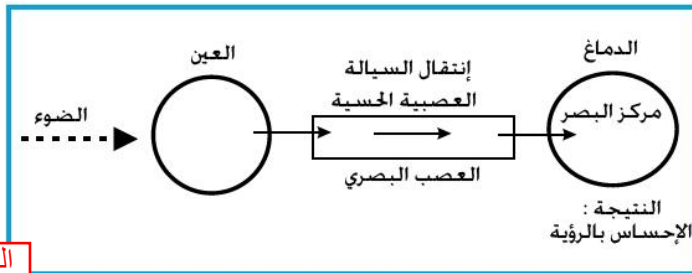 الدماغ
العين
إنتقال السيالة
العصبية الحسية
الضوء
مركز البصر
العصب البصري
النتيجة :
الإحساس بالرؤية